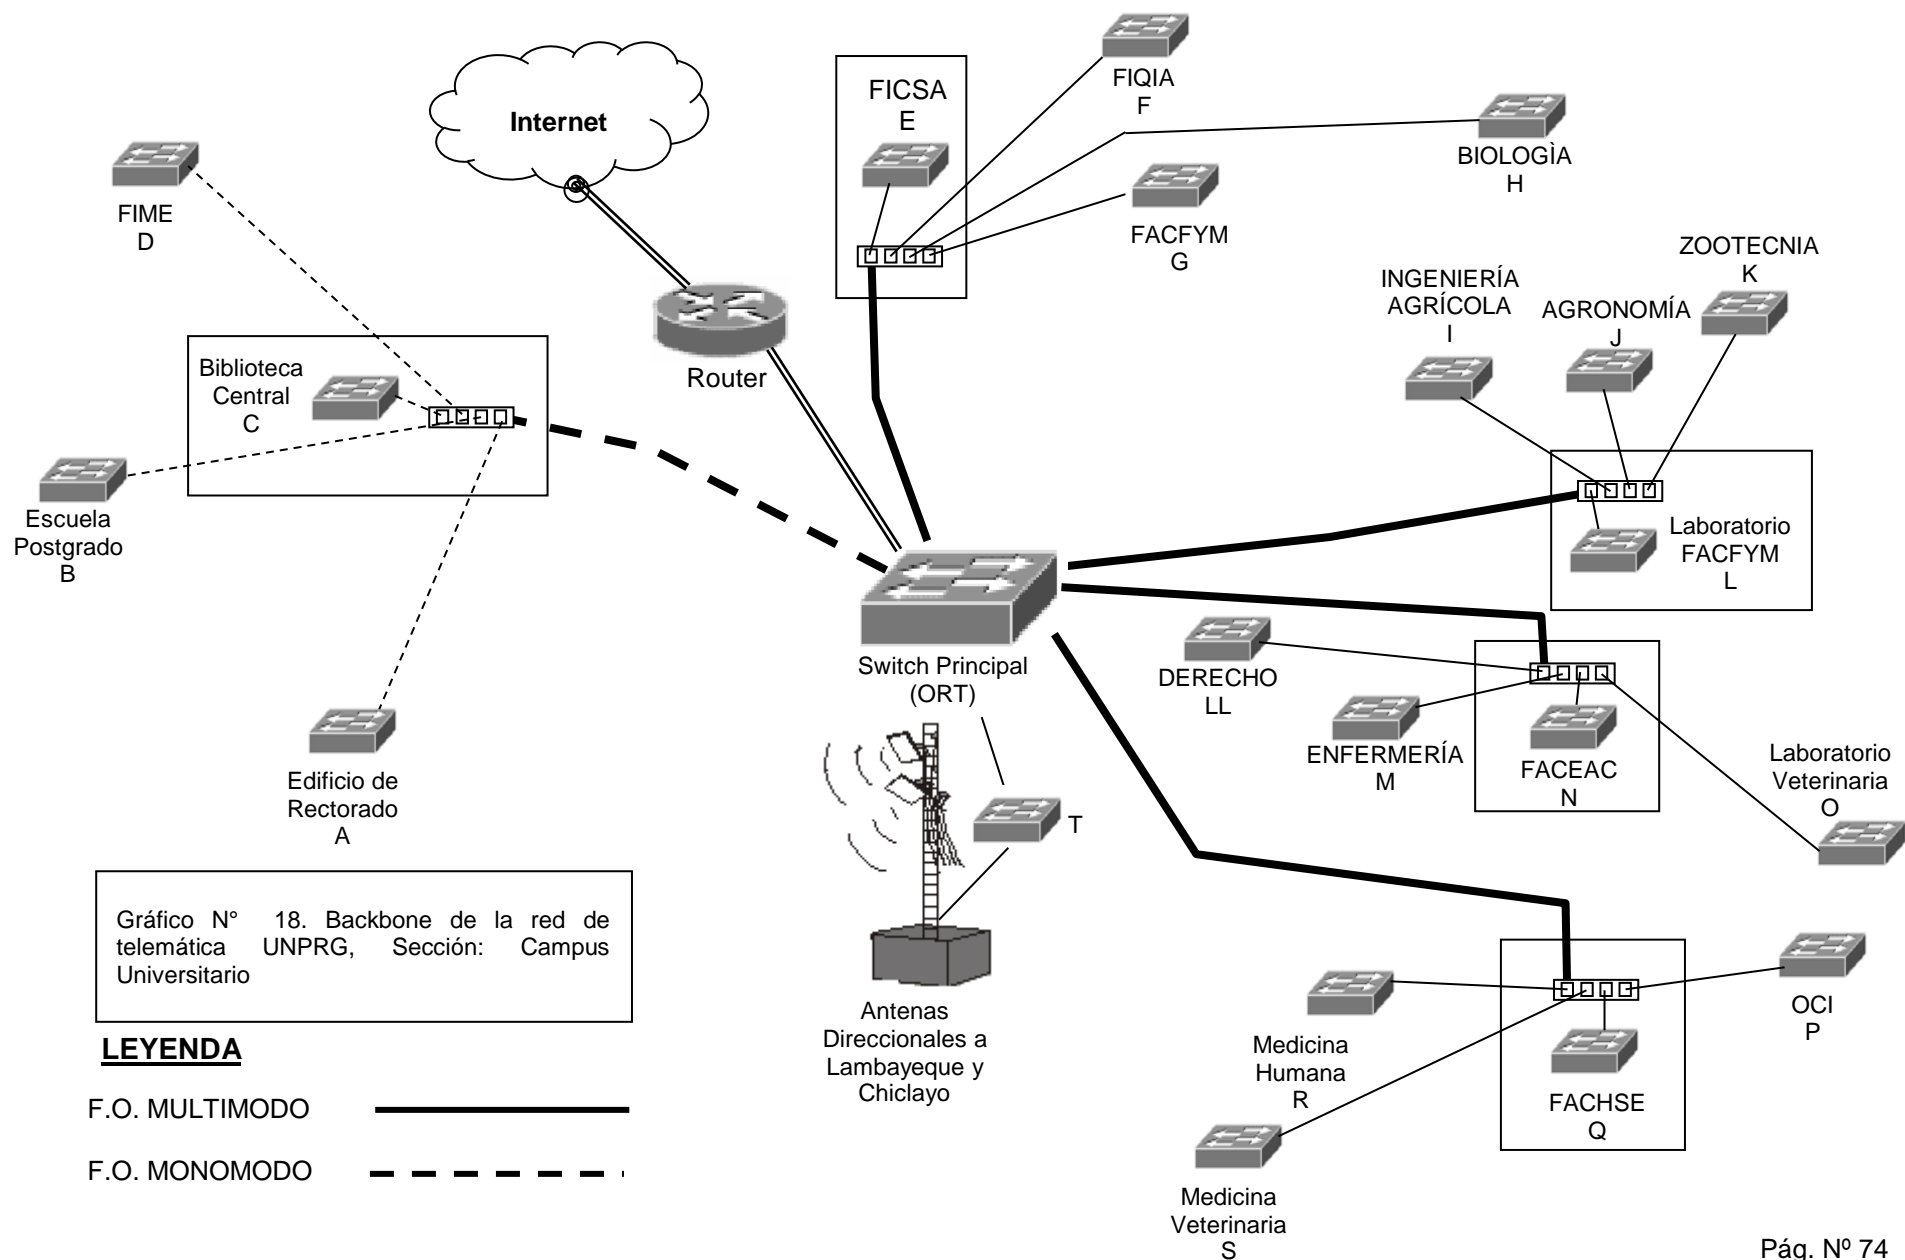 Internet
FICSA
E
FIQIA
F
BIOLOGÌA
H
FACFYM
G
FIME
D
Router
Biblioteca
Central
C
Escuela
Postgrado
B
Edificio de
Rectorado
A
INGENIERÍA
AGRÍCOLA
I
AGRONOMÍA
J
ZOOTECNIA
K
Laboratorio
FACFYM
L
Switch Principal
(ORT)
DERECHO
LL
ENFERMERÍA
M
FACEAC
N
Laboratorio
Veterinaria
O
T
Antenas
Direccionales a
Lambayeque y
Chiclayo
Medicina
Humana
R
FACHSE
Q
OCI
P
Medicina
Veterinaria
S
Gráfico N° 18. Backbone de la red de
telemática UNPRG, Sección: Campus
Universitario
LEYENDA
F.O. MULTIMODO
F.O. MONOMODO
Pág. Nº 74